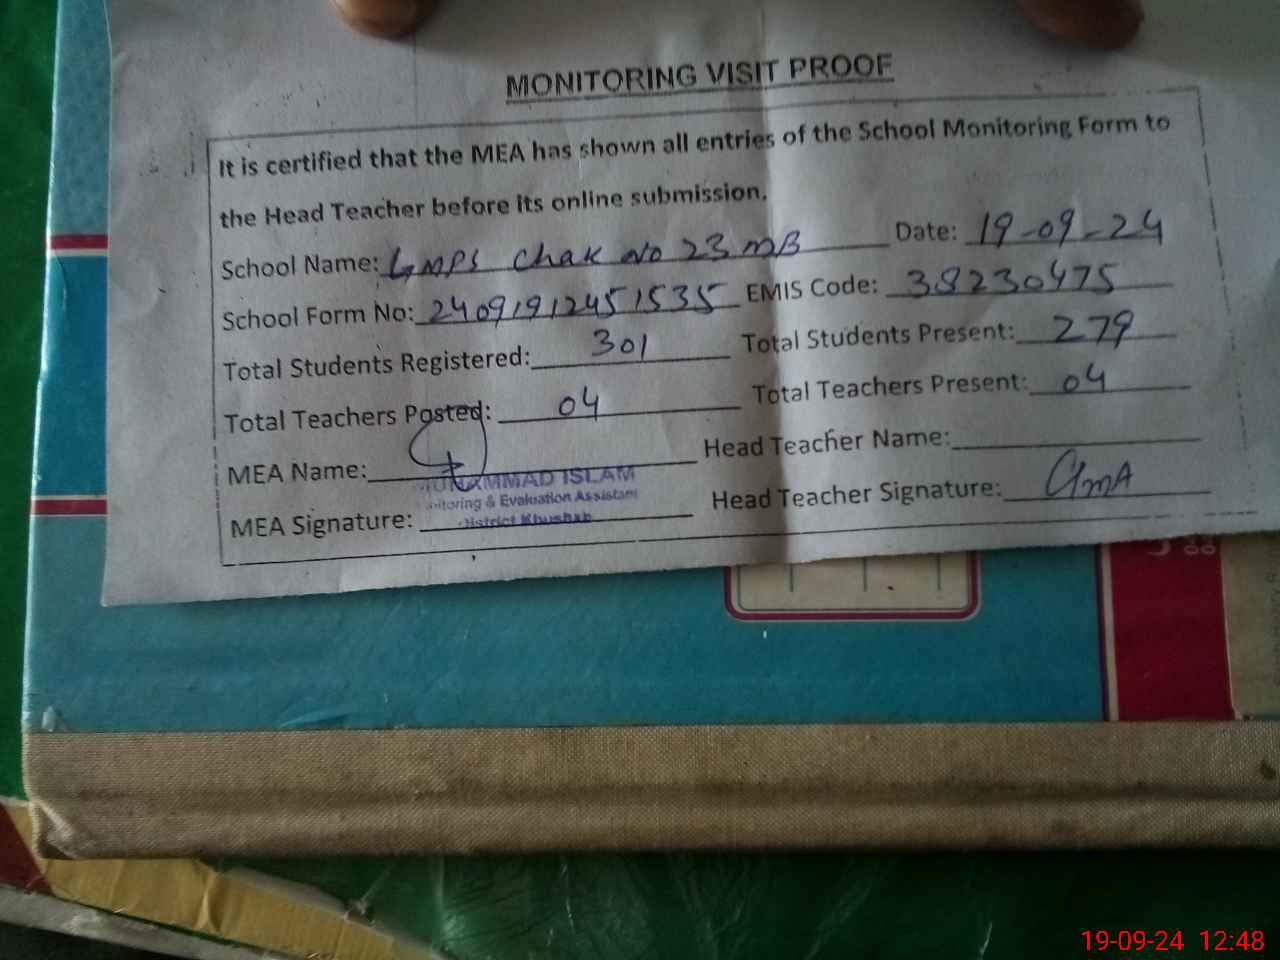 MONITORING VISIT PROOF
It is certified that the MEA has shown all entries of the School Monitoring Form to
the Head Teacher before its online submission.
School Name: GMPS Chak No 23 MB Date: 19-09-24
School Form No: 24091912451535 EMIS Code: 38230475
Total Students Registered: 301 Total Students Present: 279
Total Teachers Posted: 04 Total Teachers Present: 04
MEA Name: Head Teacher Name:
MUHAMMAD ISLAM
Monitoring & Evaluation Assistant
District Khushab
MEA Signature: Head Teacher Signature:
19-09-24 12:48